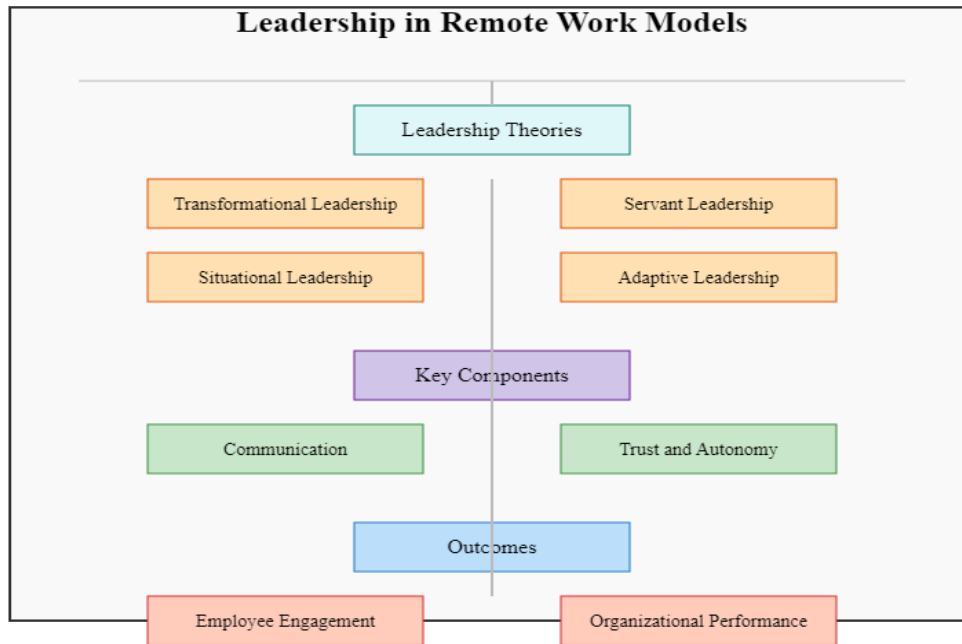 Leadership in Remote Work Models
Leadership Theories
Transformational Leadership
Servant Leadership
Situational Leadership
Adaptive Leadership
Key Components
Communication
Trust and Autonomy
Outcomes
Employee Engagement
Organizational Performance